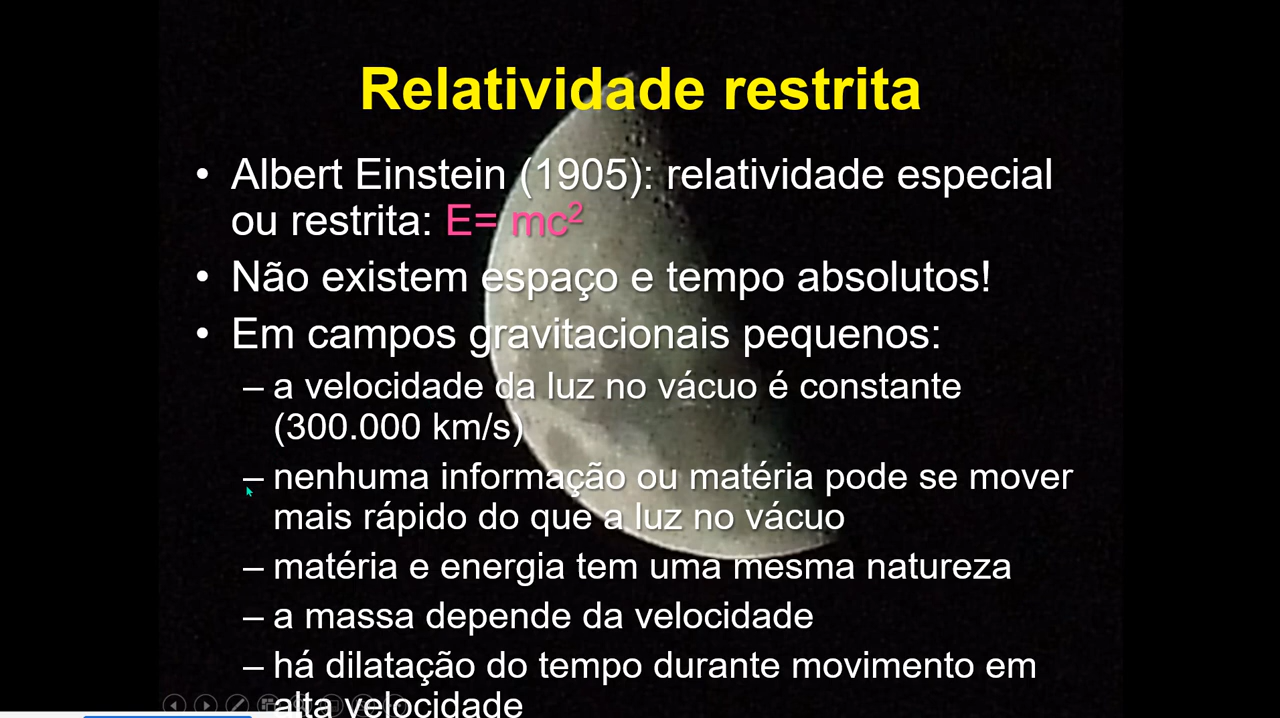 Relatividade restrita
• Albert Einstein (1905): relatividade especial
ou restrita: E= mc²
• Não existem espaço e tempo absolutos!
• Em campos gravitacionais pequenos:
– a velocidade da luz no vácuo é constante
(300.000 km/s)
– nenhuma informação ou matéria pode se mover
mais rápido do que a luz no vácuo
– matéria e energia tem uma mesma natureza
– a massa depende da velocidade
– há dilatação do tempo durante movimento em
alta velocidade